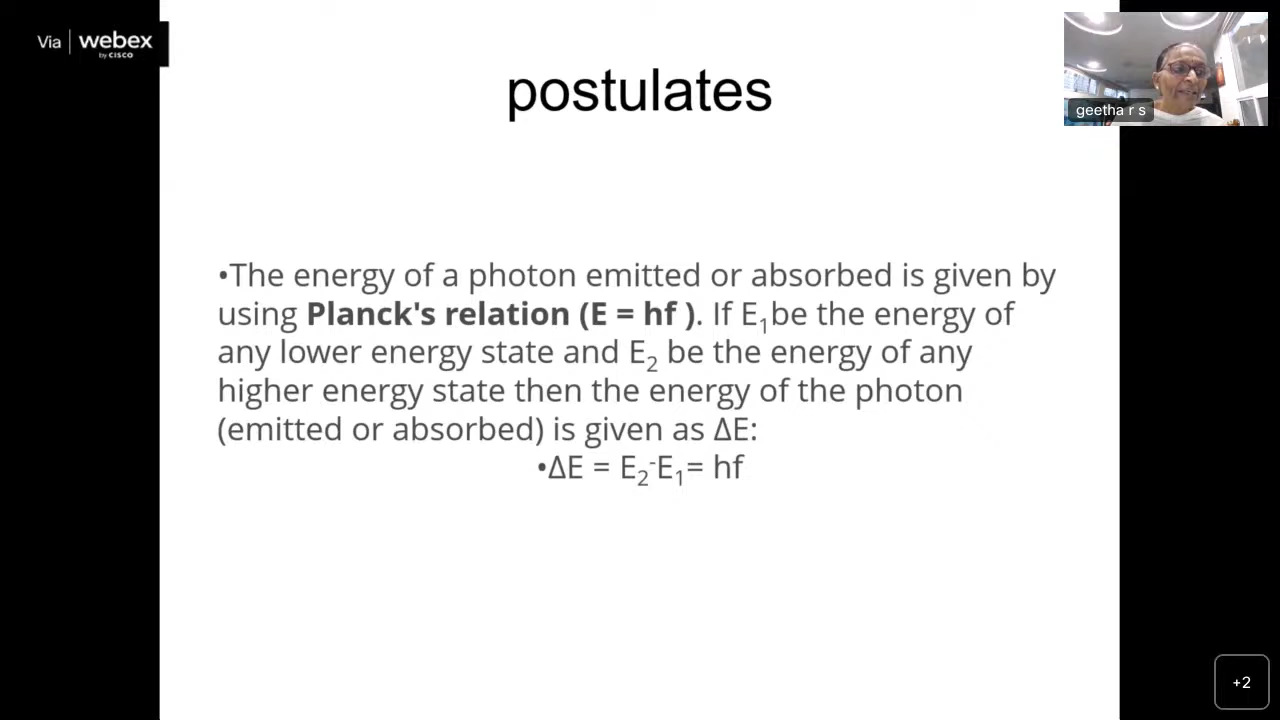 Via | webex
by CISCO
postulates
geetha r s
•The energy of a photon emitted or absorbed is given by
using Planck's relation (E = hf ). If E₁be the energy of
any lower energy state and E₂ be the energy of any
higher energy state then the energy of the photon
(emitted or absorbed) is given as ΔE:
•ΔE = E₂⁻E₁= hf
+2